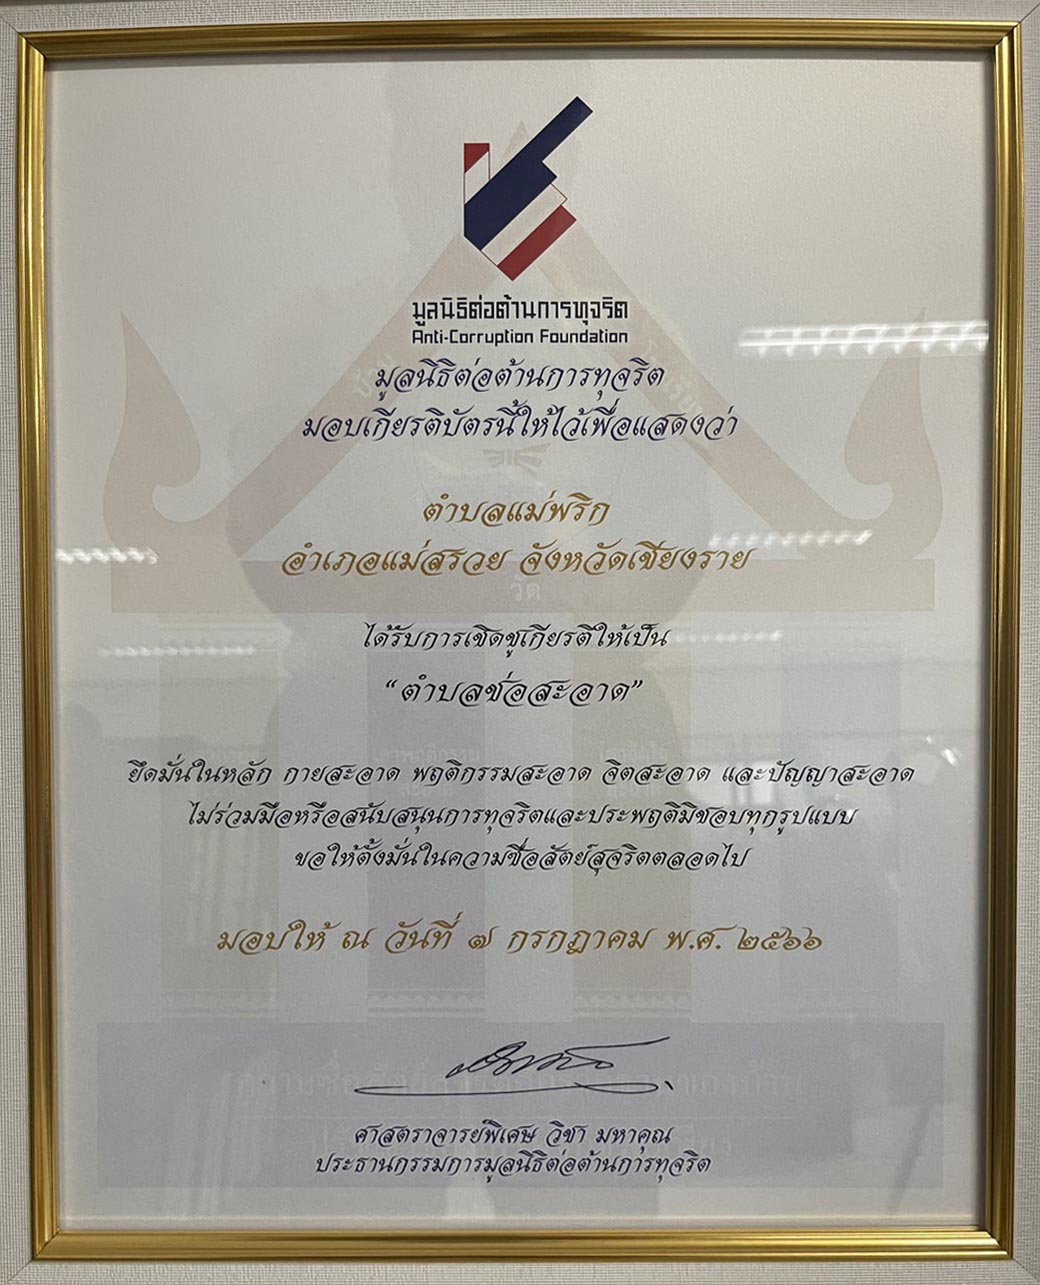 มูลนิธิต่อต้านการทุจริต
Anti-Corruption Foundation
มูลนิธิต่อต้านการทุจริต
มอบเกียรติบัตรนี้ให้ไว้เพื่อแสดงว่า
ตำบลแม่พริก
อำเภอแม่สรวย จังหวัดเชียงราย
วัด
ได้รับการเชิดชูเกียรติให้เป็น
“ตำบลช่อสะอาด”
ยึดมั่นในหลัก กายสะอาด พฤติกรรมสะอาด จิตสะอาด และปัญญาสะอาด
ไม่ร่วมมือหรือสนับสนุนการทุจริตและประพฤติมิชอบทุกรูปแบบ
ขอให้ตั้งมั่นในความซื่อสัตย์สุจริตตลอดไป
มอบให้ ณ วันที่ ๗ กรกฎาคม พ.ศ. ๒๕๖๖
ศาสตราจารย์พิเศษ วิชา มหาคุณ
ประธานกรรมการมูลนิธิต่อต้านการทุจริต